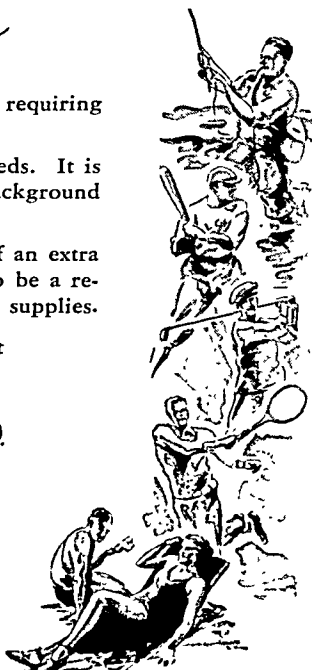 requiring
eds. It is
ackground
f an extra
o be a re-
supplies.
t